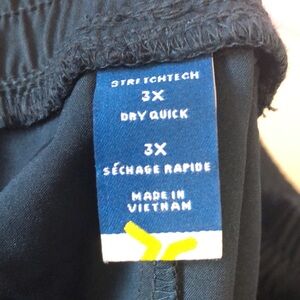 STRETCHTECH
3X
DRY QUICK
3X
SÉCHAGE RAPIDE
MADE IN
VIETNAM